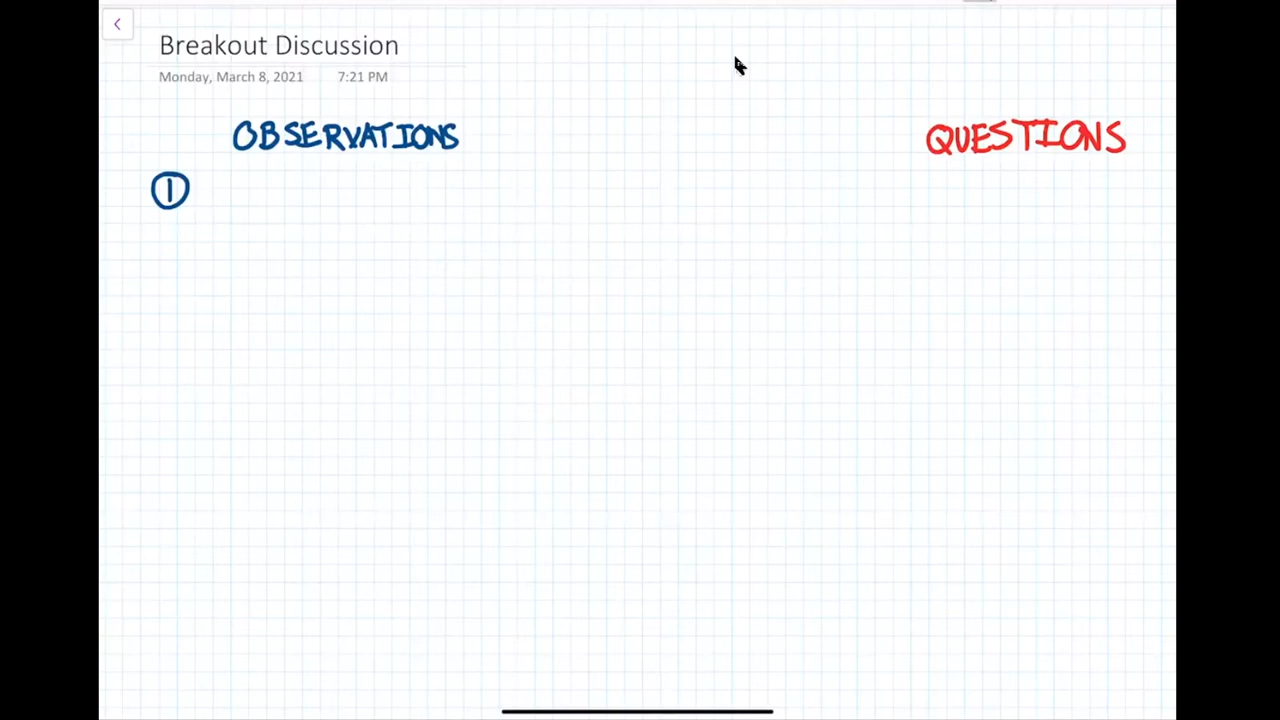 Breakout Discussion
Monday, March 8, 2021 7:21 PM
OBSERVATIONS QUESTIONS
①